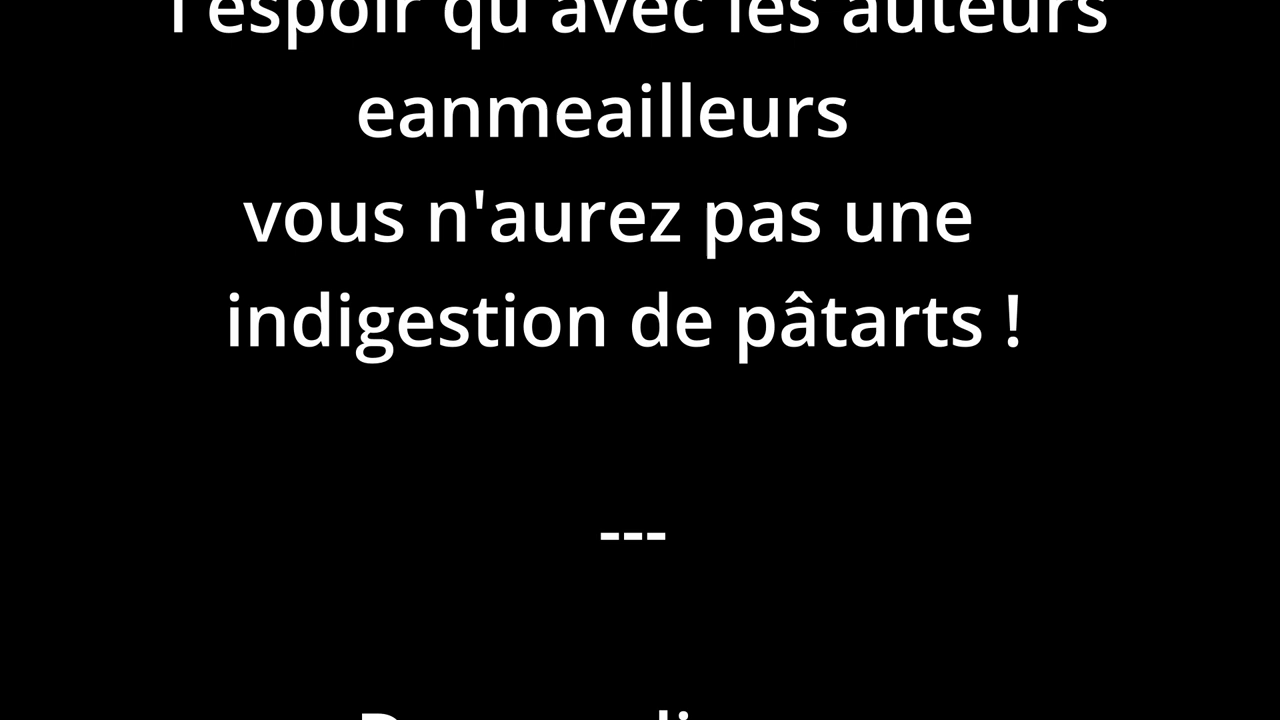 l'espoir qu'avec les auteurs
eanmeailleurs
vous n'aurez pas une
indigestion de pâtarts !
---